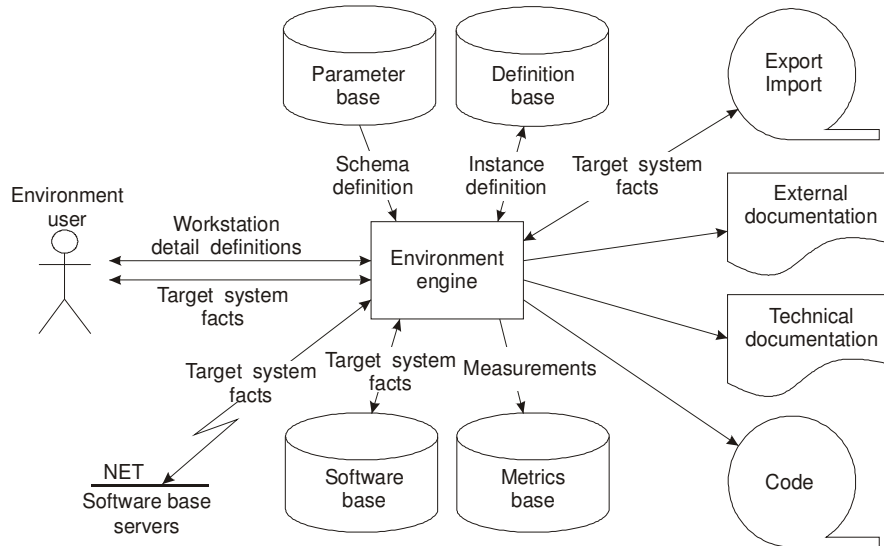 Parameter
base
Definition
base
Export
Import
Schema
definition
Instance
definition
Target system
facts
Environment
user
External
documentation
Workstation
detail definitions
Environment
engine
Target system
facts
Technical
documentation
Target system
facts
Target system
facts
Measurements
NET
Software base
servers
Software
base
Metrics
base
Code